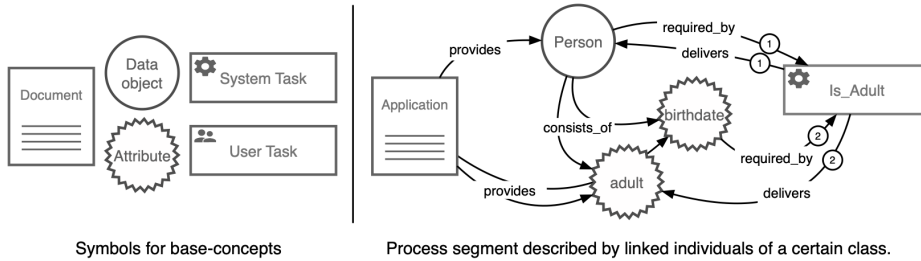 Document
Data
object
System Task
Attribute
User Task
Symbols for base-concepts
provides
Person
required_by
1
delivers
1
Application
Is_Adult
consists_of
birthdate
2
required_by
2
adult
provides
delivers
Process segment described by linked individuals of a certain class.